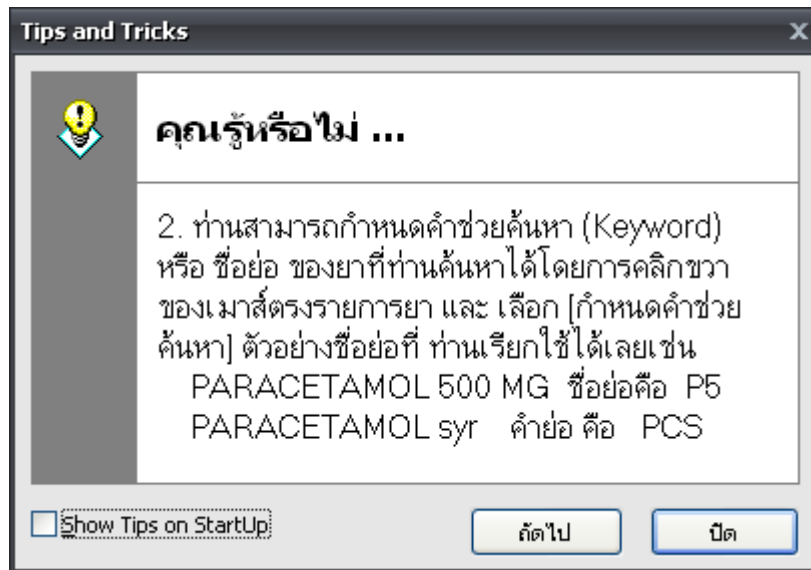 Tips and Tricks
คุณรู้หรือไม่ ...
2. ท่านสามารถกำหนดคำช่วยค้นหา (Keyword)
หรือ ชื่อย่อ ของยาที่ท่านค้นหาได้โดยการคลิกขวา
ของเมาส์ตรงรายการยา และ เลือก [กำหนดคำช่วย
ค้นหา] ตัวอย่างชื่อย่อที่ ท่านเรียกใช้ได้เลยเช่น
PARACETAMOL 500 MG ชื่อย่อคือ P5
PARACETAMOL syr คำย่อ คือ PCS
Show Tips on StartUp
ถัดไป
ปิด